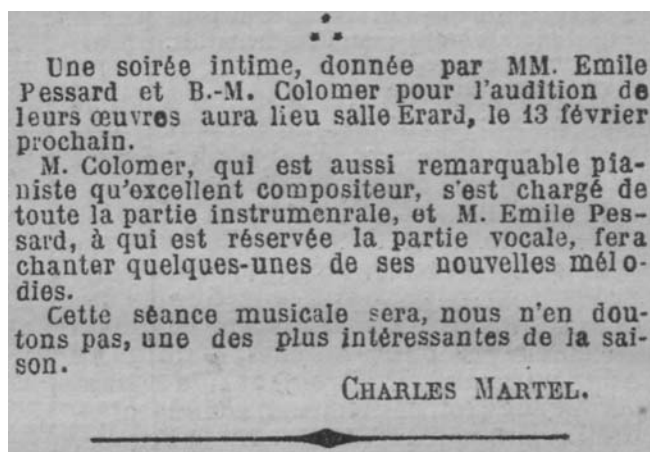 Une soirée intime, donnée par MM. Emile
Pessard et B.-M. Colomer pour l'audition de
leurs œuvres aura lieu salle Erard, le 13 février
prochain.
M. Colomer, qui est aussi remarquable pia-
niste qu'excellent compositeur, s'est chargé de
toute la partie instrumenrale, et M. Emile Pes-
sard, à qui est réservée la partie vocale, fera
chanter quelques-unes de ses nouvelles mélo-
dies.
Cette séance musicale sera, nous n'en dou-
tons pas, une des plus intéressantes de la sai-
son.
CHARLES MARTEL.